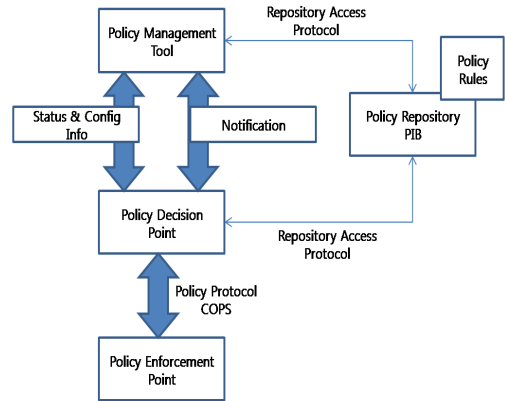 Repository Access
Protocol
Policy Management
Tool
Policy
Rules
Status & Config
Info
Notification
Policy Repository
PIB
Policy Decision
Point
Repository Access
Protocol
Policy Protocol
COPS
Policy Enforcement
Point